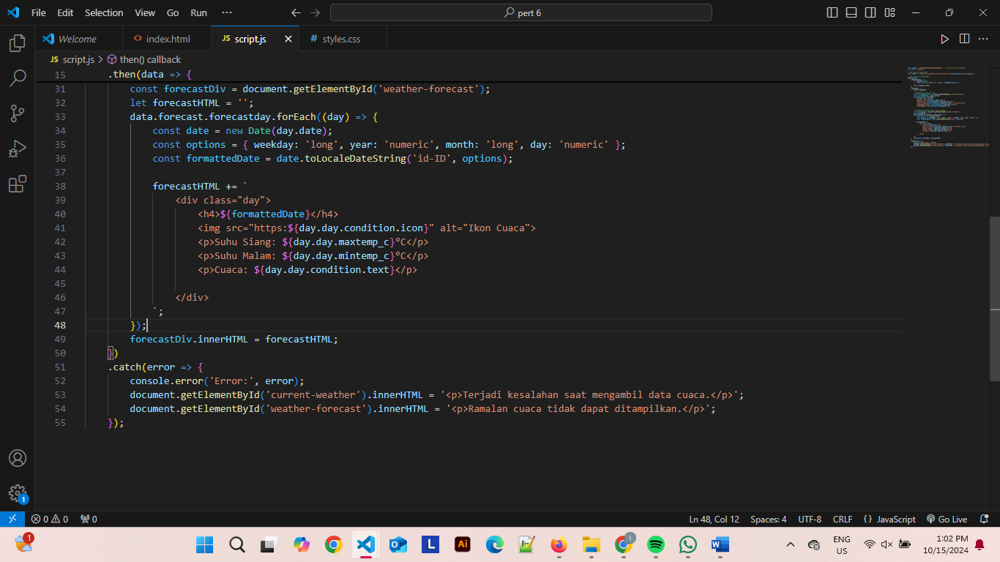 File Edit Selection View Go Run ··· pert 6
Welcome index.html JS script.js # styles.css
JS script.js > then() callback
15 .then(data => {
31 const forecastDiv = document.getElementById('weather-forecast');
32 let forecastHTML = '';
33 data.forecast.forecastday.forEach((day) => {
34 const date = new Date(day.date);
35 const options = { weekday: 'long', year: 'numeric', month: 'long', day: 'numeric' };
36 const formattedDate = date.toLocaleDateString('id-ID', options);
37
38 forecastHTML += `
39 <div class="day">
40 <h4>${formattedDate}</h4>
41 <img src="https:${day.day.condition.icon}" alt="Ikon Cuaca">
42 <p>Suhu Siang: ${day.day.maxtemp_c}°C</p>
43 <p>Suhu Malam: ${day.day.mintemp_c}°C</p>
44 <p>Cuaca: ${day.day.condition.text}</p>
45
46 </div>
47 `;
48 });
49 forecastDiv.innerHTML = forecastHTML;
50 })
51 .catch(error => {
52 console.error('Error:', error);
53 document.getElementById('current-weather').innerHTML = '<p>Terjadi kesalahan saat mengambil data cuaca.</p>';
54 document.getElementById('weather-forecast').innerHTML = '<p>Ramalan cuaca tidak dapat ditampilkan.</p>';
55 });
1
0 0 0 Ln 48, Col 12 Spaces: 4 UTF-8 CRLF {} JavaScript Go Live
1 L Ai W ENG 1:02 PM
US 10/15/2024